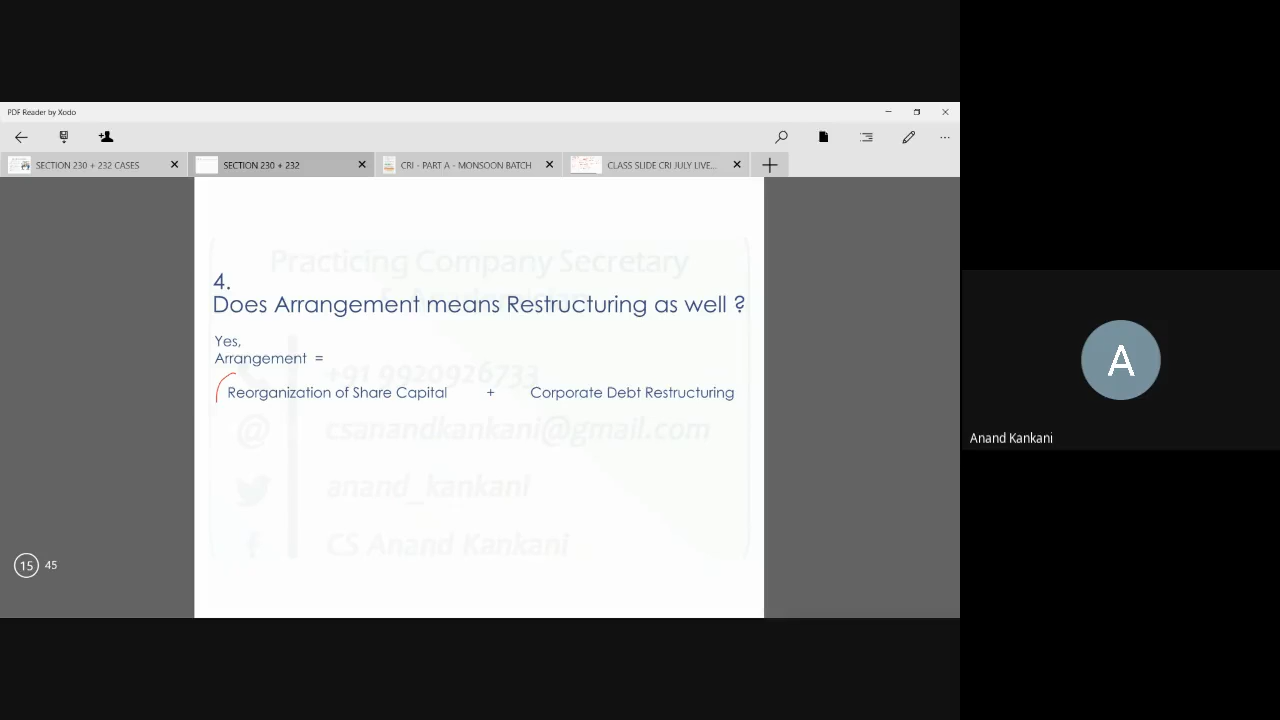 PDF Reader by Xodo
SECTION 230 + 232 CASES
SECTION 230 + 232
CRI - PART A - MONSOON BATCH
CLASS SLIDE CRI JULY LIVE...
Practicing Company Secretary
4.
Does Arrangement means Restructuring as well ?
Yes,
Arrangement =
+91 9920926733
Reorganization of Share Capital + Corporate Debt Restructuring
@ csanandkankani@gmail.com
anand_kankani
CS Anand Kankani
15 45
A
Anand Kankani